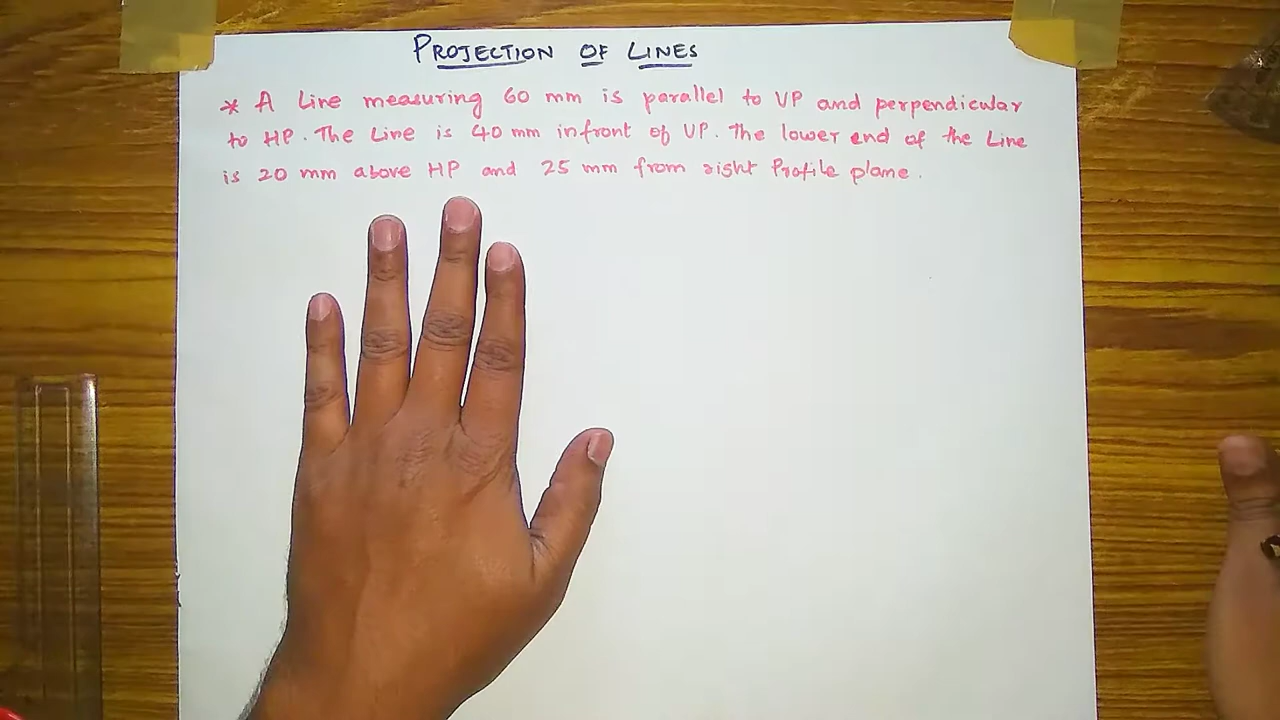 PROJECTION OF LINES
* A Line measuring 60 mm is parallel to VP and perpendicular
to HP. The Line is 40 mm infront of VP. The lower end of the Line
is 20 mm above HP and 25 mm from right Profile plane.